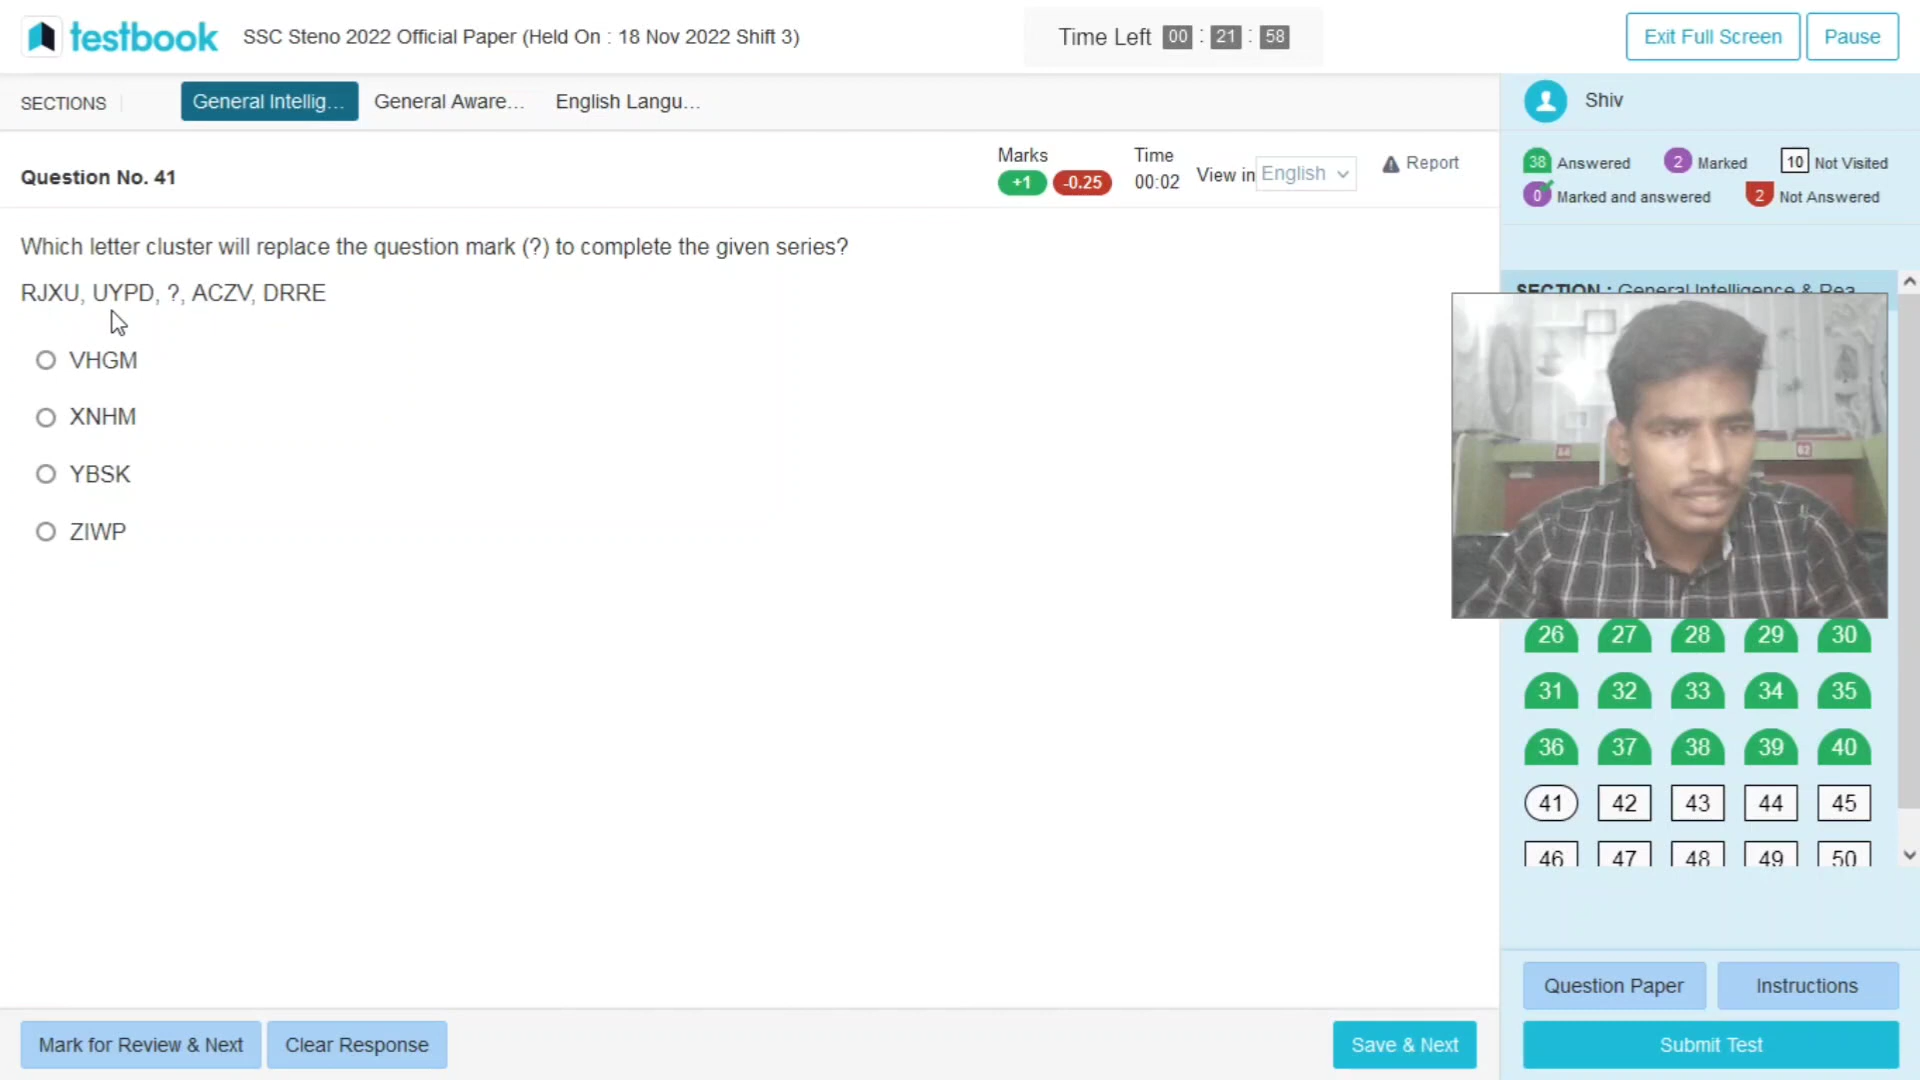 testbook SSC Steno 2022 Official Paper (Held On : 18 Nov 2022 Shift 3) Time Left 00 : 21 : 58 Exit Full Screen Pause
SECTIONS General Intellig... General Aware... English Langu... Shiv
Question No. 41 Marks +1 -0.25 Time 00:02 View in English Report
38 Answered 2 Marked 10 Not Visited
0 Marked and answered 2 Not Answered
Which letter cluster will replace the question mark (?) to complete the given series?
RJXU, UYPD, ?, ACZV, DRRE
SECTION : General Intelligence & Rea
VHGM
XNHM
YBSK
ZIWP
26 27 28 29 30
31 32 33 34 35
36 37 38 39 40
41 42 43 44 45
46 47 48 49 50
Question Paper Instructions
Mark for Review & Next Clear Response Save & Next Submit Test